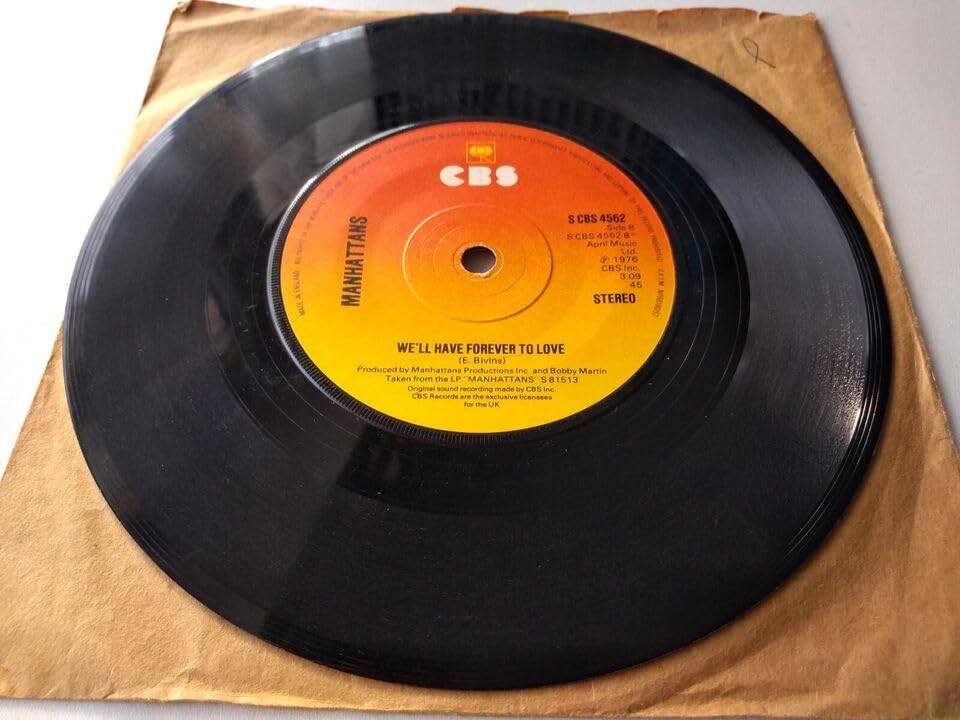 CBS
MANHATTANS
S CBS 4562
Side B
S CBS 4562 B
April Music
Ltd.
℗ 1976
CBS Inc.
3.09
45
STEREO
WE'LL HAVE FOREVER TO LOVE
(E. Bivins)
Produced by Manhattans Productions Inc. and Bobby Martin
Taken from the LP "MANHATTANS" S 81513
Original sound recording made by CBS Inc.
CBS Records are the exclusive licensees
for the UK
MADE IN ENGLAND